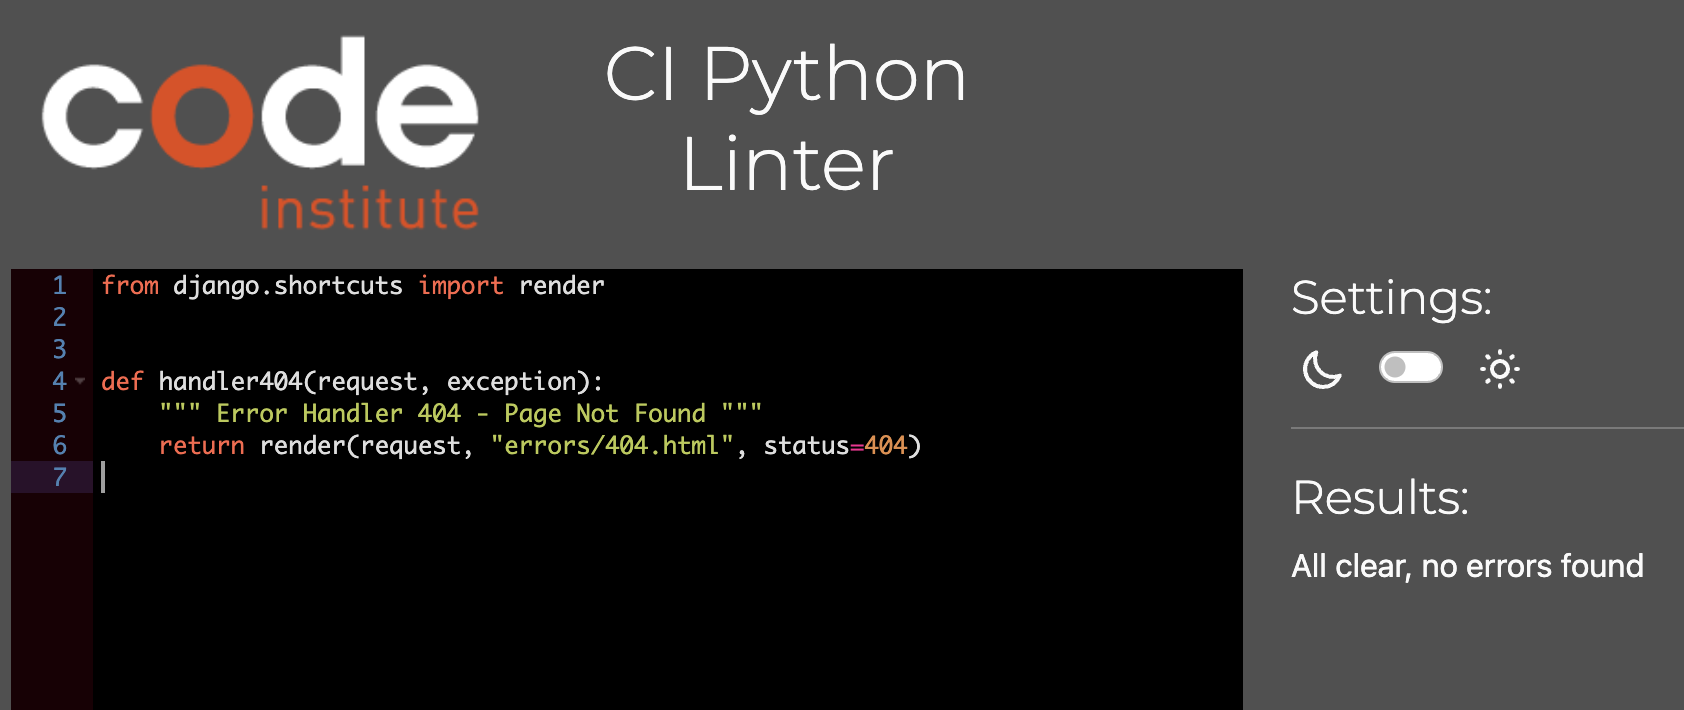 code
institute
CI Python
Linter
1 from django.shortcuts import render
2
3
4 def handler404(request, exception):
5     """ Error Handler 404 - Page Not Found """
6     return render(request, "errors/404.html", status=404)
7
Settings:
Results:
All clear, no errors found